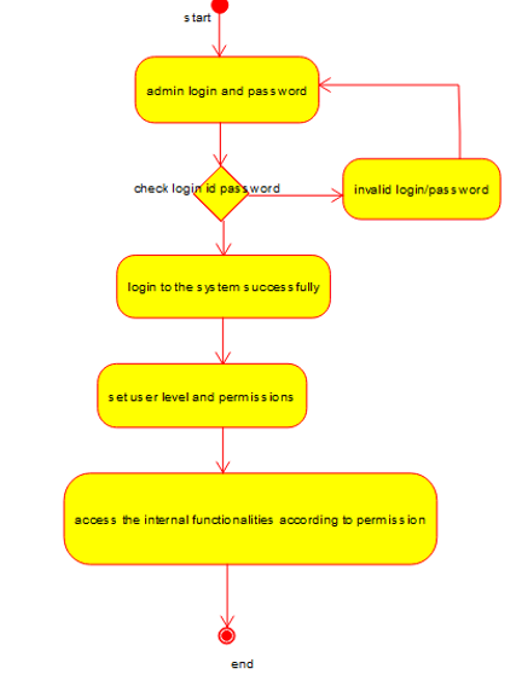 start
admin login and password
check login id password
invalid login/password
login to the system successfully
set user level and permissions
access the internal functionalities according to permission
end